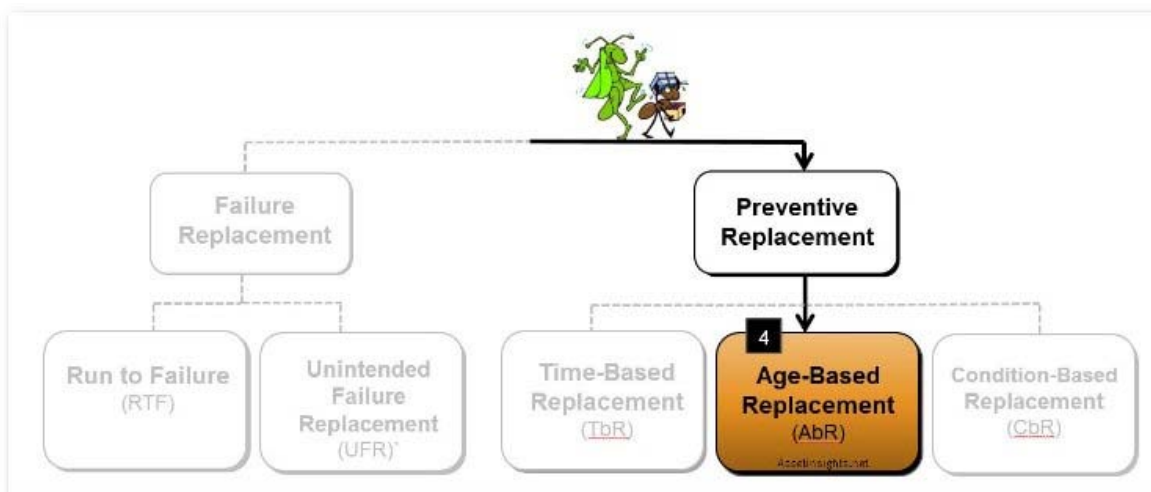 Failure
Replacement
Preventive
Replacement
Run to Failure
(RTF)
Unintended
Failure
Replacement
(UFR)*
Time-Based
Replacement
(TbR)
4
Age-Based
Replacement
(AbR)
AssetInsights.net
Condition-Based
Replacement
(CbR)